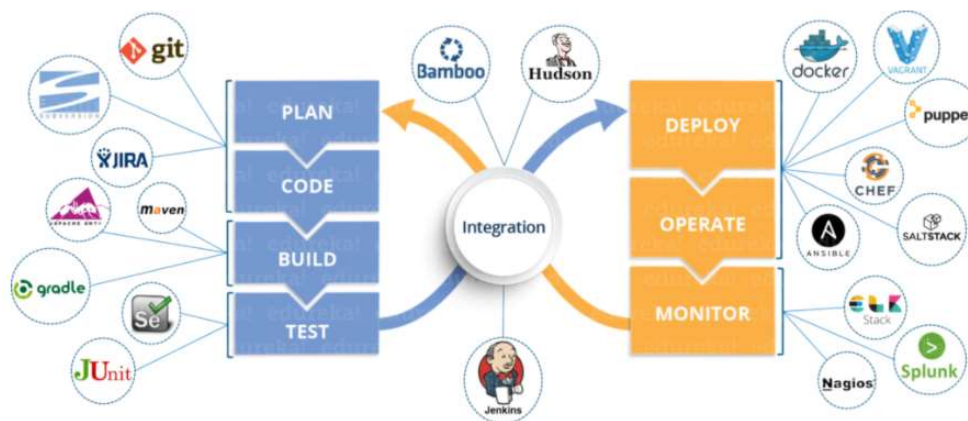 git
SUBVERSION
JIRA
APACHE ANT
maven
gradle
Se
JUnit
PLAN
CODE
BUILD
TEST
Bamboo
Hudson
Integration
Jenkins
DEPLOY
OPERATE
MONITOR
docker
VAGRANT
puppe
CHEF
SALTSTACK
ANSIBLE
ELK
Stack
Splunk
Nagios
edureka!